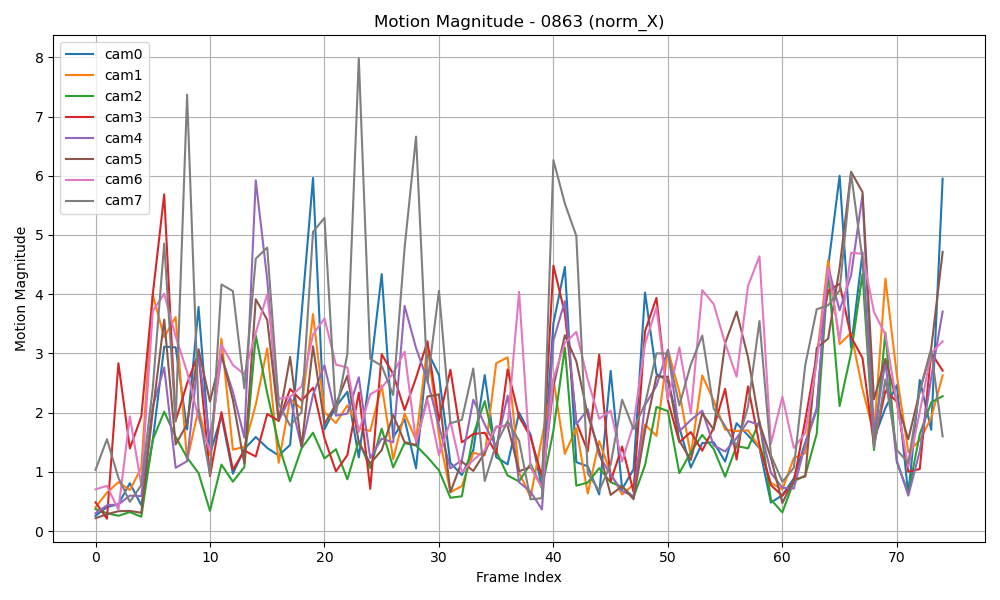 Motion Magnitude - 0863 (norm_X)
cam0
cam1
cam2
cam3
cam4
cam5
cam6
cam7
8
7
6
5
4
3
2
1
0
Motion Magnitude
0 10 20 30 40 50 60 70
Frame Index